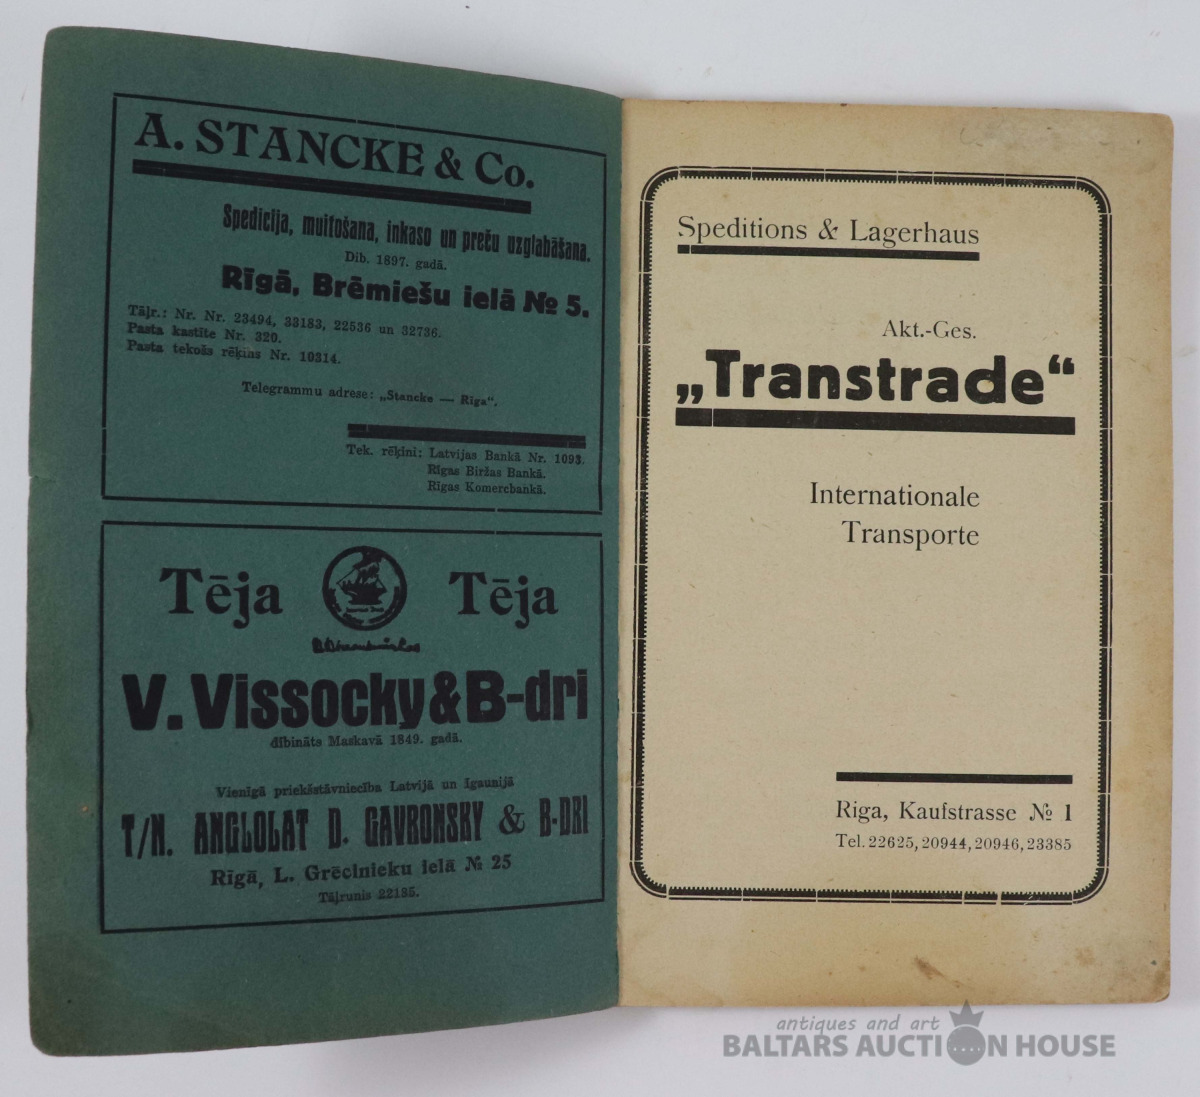 A. STANCKE & Co.
Spedicija, muitošana, inkaso un preču uzglabāšana.
Dib. 1897. gadā.
Rīgā, Brēmiešu ielā № 5.
Tāļr.: Nr. Nr. 23494, 33183, 22536 un 32736.
Pasta kastīte Nr. 320.
Pasta tekošs rēķins Nr. 10314.
Telegrammu adrese: „Stancke — Rīga“.
Tek. rēķini: Latvijas Bankā Nr. 1093.
Rīgas Biržas Bankā.
Rīgas Komercbankā.
Tēja Tēja
V. Vissocky & B-dri
dibināts Maskavā 1849. gadā.
Vienīgā priekšstāvniecība Latvijā un Igaunijā
T/N. ANGLOLAT D. GAVRONSKY & B-DRI
Rīgā, L. Grēcinieku ielā № 25
Tāļrunis 22185.
Speditions & Lagerhaus
Akt.-Ges.
„Transtrade“
Internationale
Transporte
Riga, Kaufstrasse № 1
Tel. 22625, 20944, 20946, 23385
antiques and art
BALTARS AUCTION HOUSE